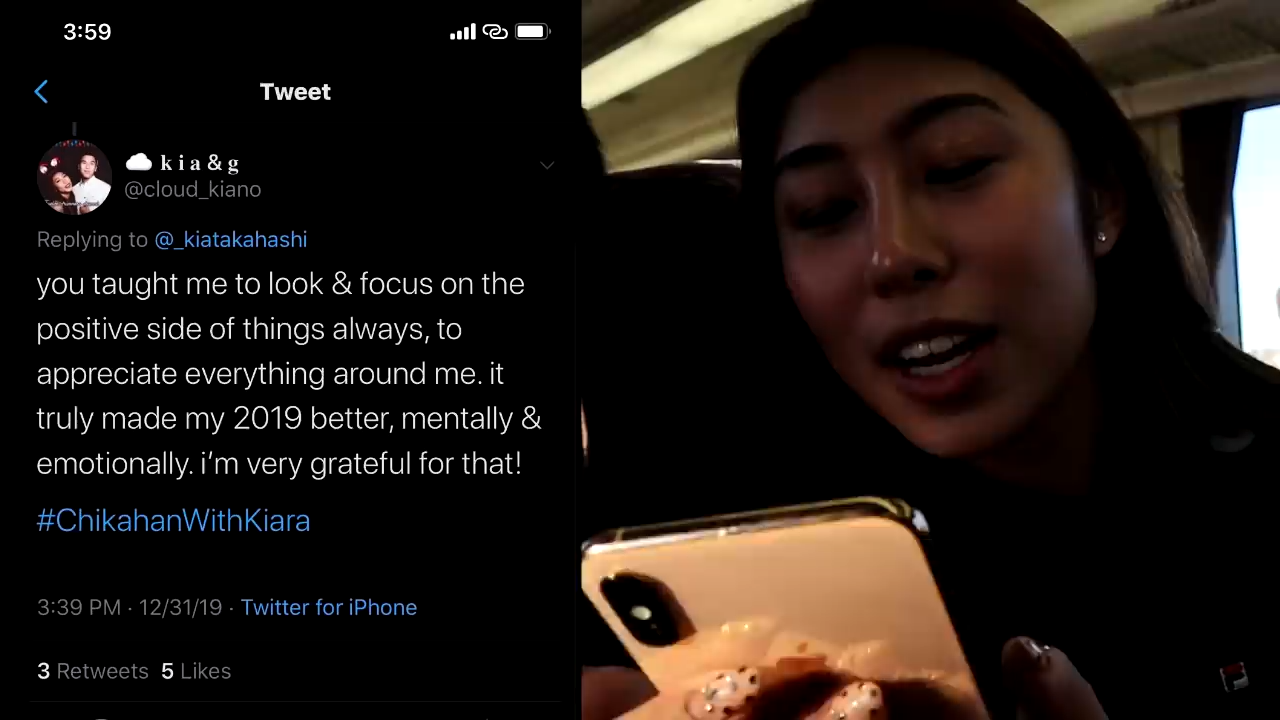 3:59
Tweet
☁️ kia&g
@cloud_kiano
Replying to @_kiatakahashi
you taught me to look & focus on the
positive side of things always, to
appreciate everything around me. it
truly made my 2019 better, mentally &
emotionally. i'm very grateful for that!
#ChikahanWithKiara
3:39 PM · 12/31/19 · Twitter for iPhone
3 Retweets 5 Likes